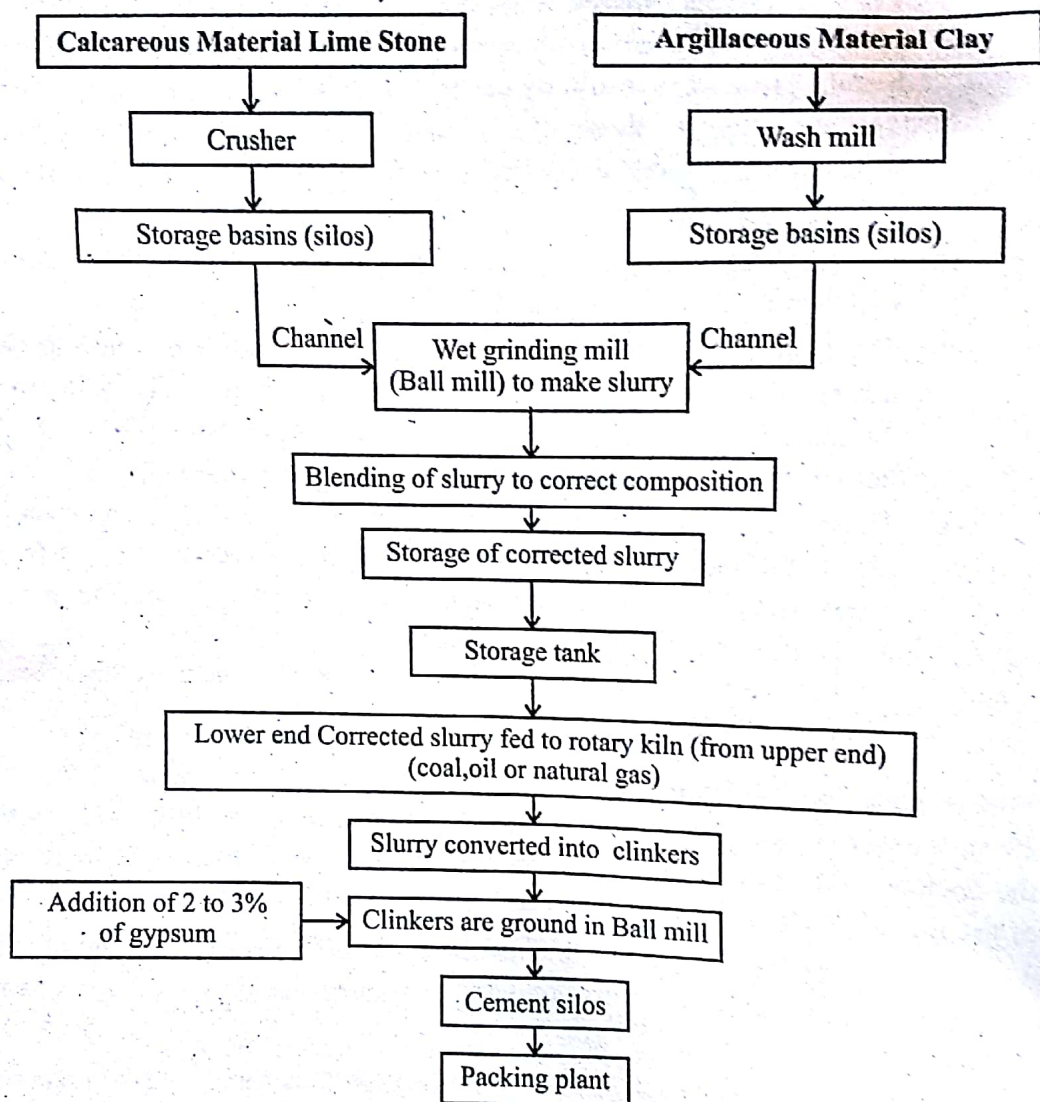 Calcareous Material Lime Stone
Argillaceous Material Clay
Crusher
Wash mill
Storage basins (silos)
Storage basins (silos)
Channel
Channel
Wet grinding mill
(Ball mill) to make slurry
Blending of slurry to correct composition
Storage of corrected slurry
Storage tank
Lower end Corrected slurry fed to rotary kiln (from upper end)
(coal,oil or natural gas)
Slurry converted into clinkers
Addition of 2 to 3%
of gypsum
Clinkers are ground in Ball mill
Cement silos
Packing plant